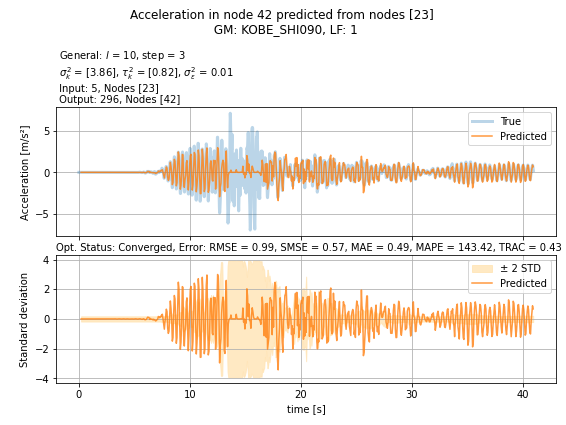 Acceleration in node 42 predicted from nodes [23]
GM: KOBE_SHI090, LF: 1
General: l = 10, step = 3
σ²ₖ = [3.86], τ²ₖ = [0.82], σ²ε = 0.01
Input: 5, Nodes [23]
Output: 296, Nodes [42]
True
Predicted
Acceleration [m/s²]
5
0
−5
Opt. Status: Converged, Error: RMSE = 0.99, SMSE = 0.57, MAE = 0.49, MAPE = 143.42, TRAC = 0.43
± 2 STD
Predicted
Standard deviation
4
2
0
−2
−4
0 10 20 30 40
time [s]